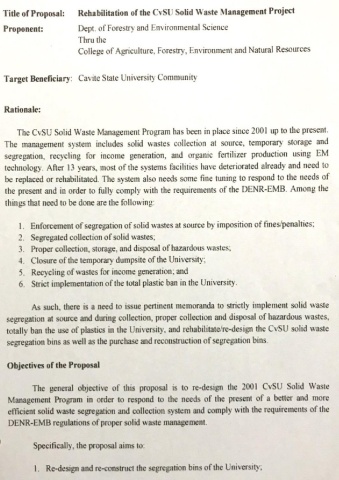 Title of Proposal: Rehabilitation of the CvSU Solid Waste Management Project
Proponent: Dept. of Forestry and Environmental Science
Thru the
College of Agriculture, Forestry, Environment and Natural Resources
Target Beneficiary: Cavite State University Community
Rationale:
The CvSU Solid Waste Management Program has been in place since 2001 up to the present.
The management system includes solid wastes collection at source, temporary storage and
segregation, recycling for income generation, and organic fertilizer production using EM
technology. After 13 years, most of the systems facilities have deteriorated already and need to
be replaced or rehabilitated. The system also needs some fine tuning to respond to the needs of
the present and in order to fully comply with the requirements of the DENR-EMB. Among the
things that need to be done are the following:
1. Enforcement of segregation of solid wastes at source by imposition of fines/penalties;
2. Segregated collection of solid wastes;
3. Proper collection, storage, and disposal of hazardous wastes;
4. Closure of the temporary dumpsite of the University;
5. Recycling of wastes for income generation; and
6. Strict implementation of the total plastic ban in the University.
As such, there is a need to issue pertinent memoranda to strictly implement solid waste
segregation at source and during collection, proper collection and disposal of hazardous wastes,
totally ban the use of plastics in the University, and rehabilitate/re-design the CvSU solid waste
segregation bins as well as the purchase and reconstruction of segregation bins.
Objectives of the Proposal
The general objective of this proposal is to re-design the 2001 CvSU Solid Waste
Management Program in order to respond to the needs of the present of a better and more
efficient solid waste segregation and collection system and comply with the requirements of the
DENR-EMB regulations of proper solid waste management.
Specifically, the proposal aims to:
1. Re-design and re-construct the segregation bins of the University;